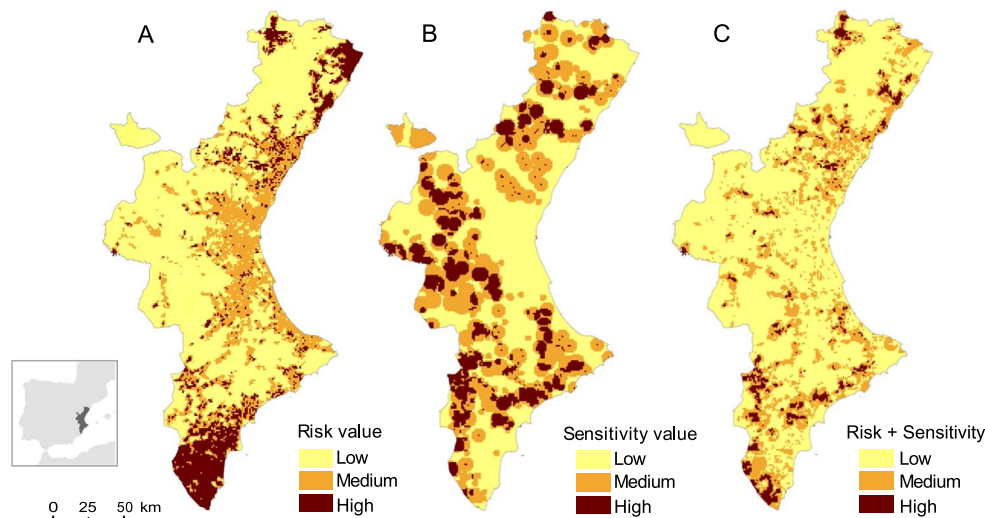 A
B
C
Risk value
Low
Medium
High
Sensitivity value
Low
Medium
High
Risk + Sensitivity
Low
Medium
High
0 25 50 km